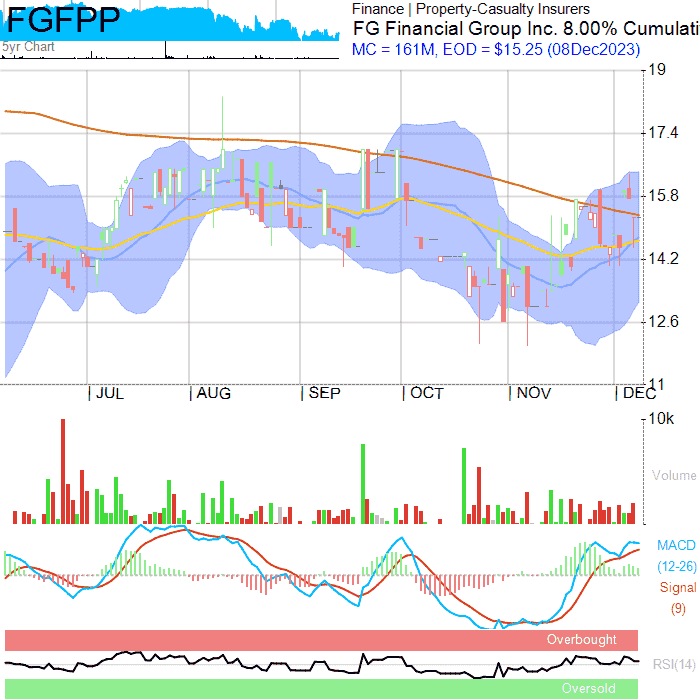 FGFPP
5yr Chart
Finance | Property-Casualty Insurers
FG Financial Group Inc. 8.00% Cumulati
MC = 161M, EOD = $15.25 (08Dec2023)
19
17.4
15.8
14.2
12.6
11
| JUL | AUG | SEP | OCT | NOV | DEC
10k
Volume
MACD
(12-26)
Signal
(9)
Overbought
RSI(14)
Oversold